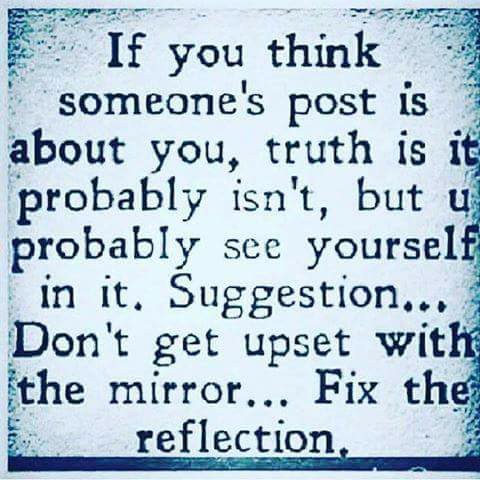 If you think
someone's post is
about you, truth is it
probably isn't, but u
probably see yourself
in it. Suggestion...
Don't get upset with
the mirror... Fix the
reflection.